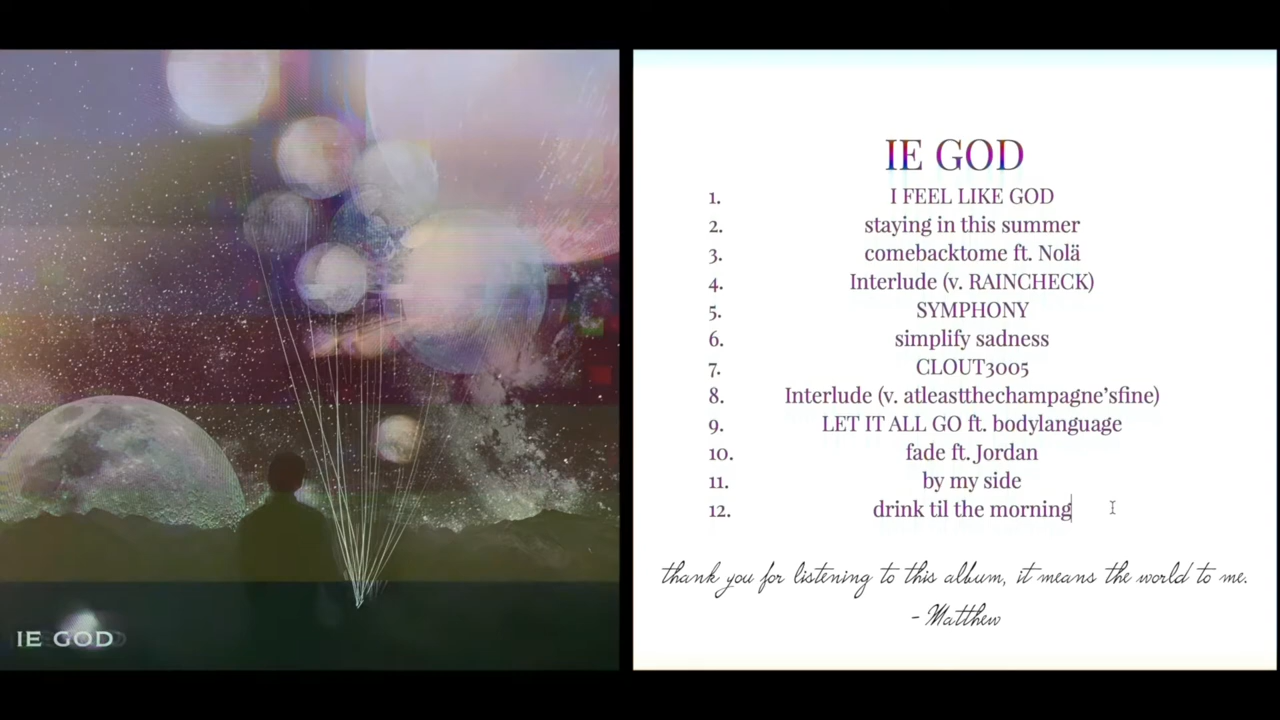 IE GOD
IE GOD
1. I FEEL LIKE GOD
2. staying in this summer
3. comebacktome ft. Nolä
4. Interlude (v. RAINCHECK)
5. SYMPHONY
6. simplify sadness
7. CLOUT3005
8. Interlude (v. atleastthechampagne’sfine)
9. LET IT ALL GO ft. bodylanguage
10. fade ft. Jordan
11. by my side
12. drink til the morning
thank you for listening to this album, it means the world to me.
- Matthew